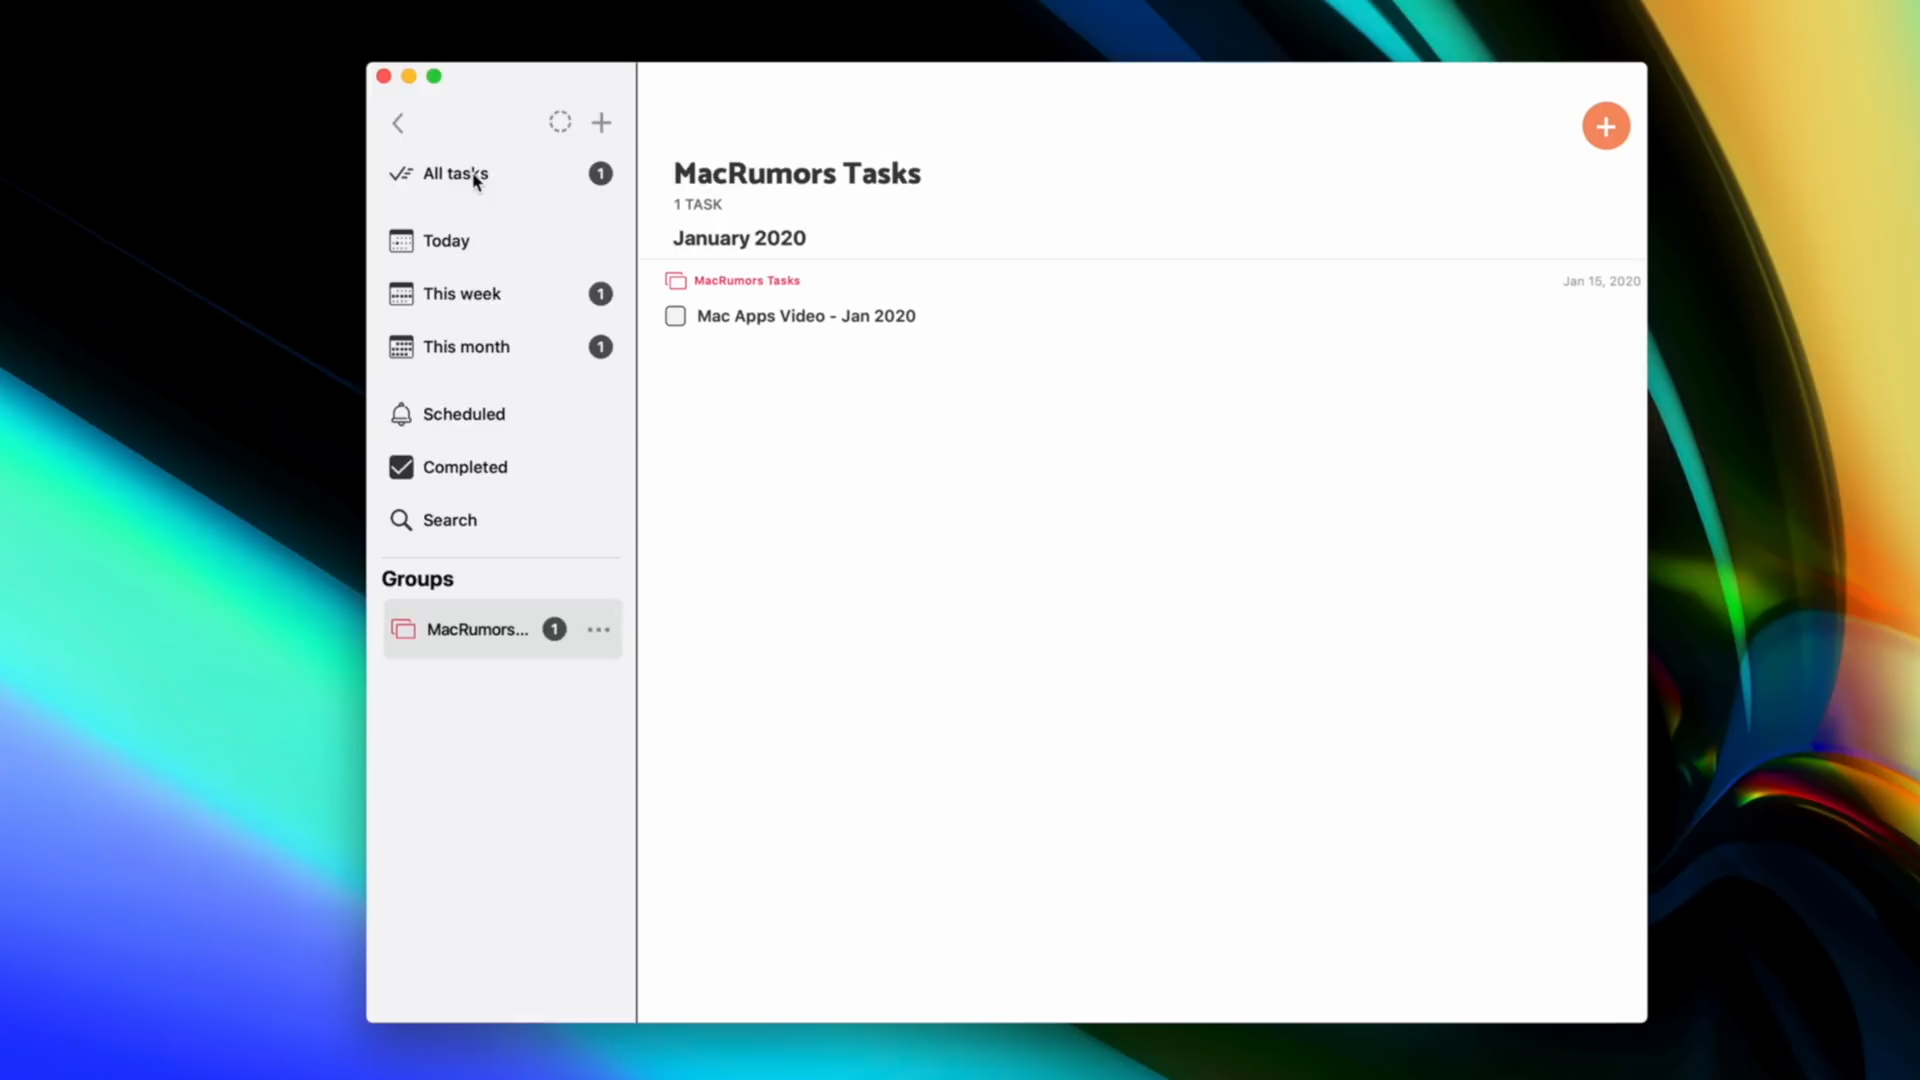 All tasks 1
Today
This week 1
This month 1
Scheduled
Completed
Search
Groups
MacRumors... 1
MacRumors Tasks
1 TASK
January 2020
MacRumors Tasks Jan 15, 2020
Mac Apps Video - Jan 2020